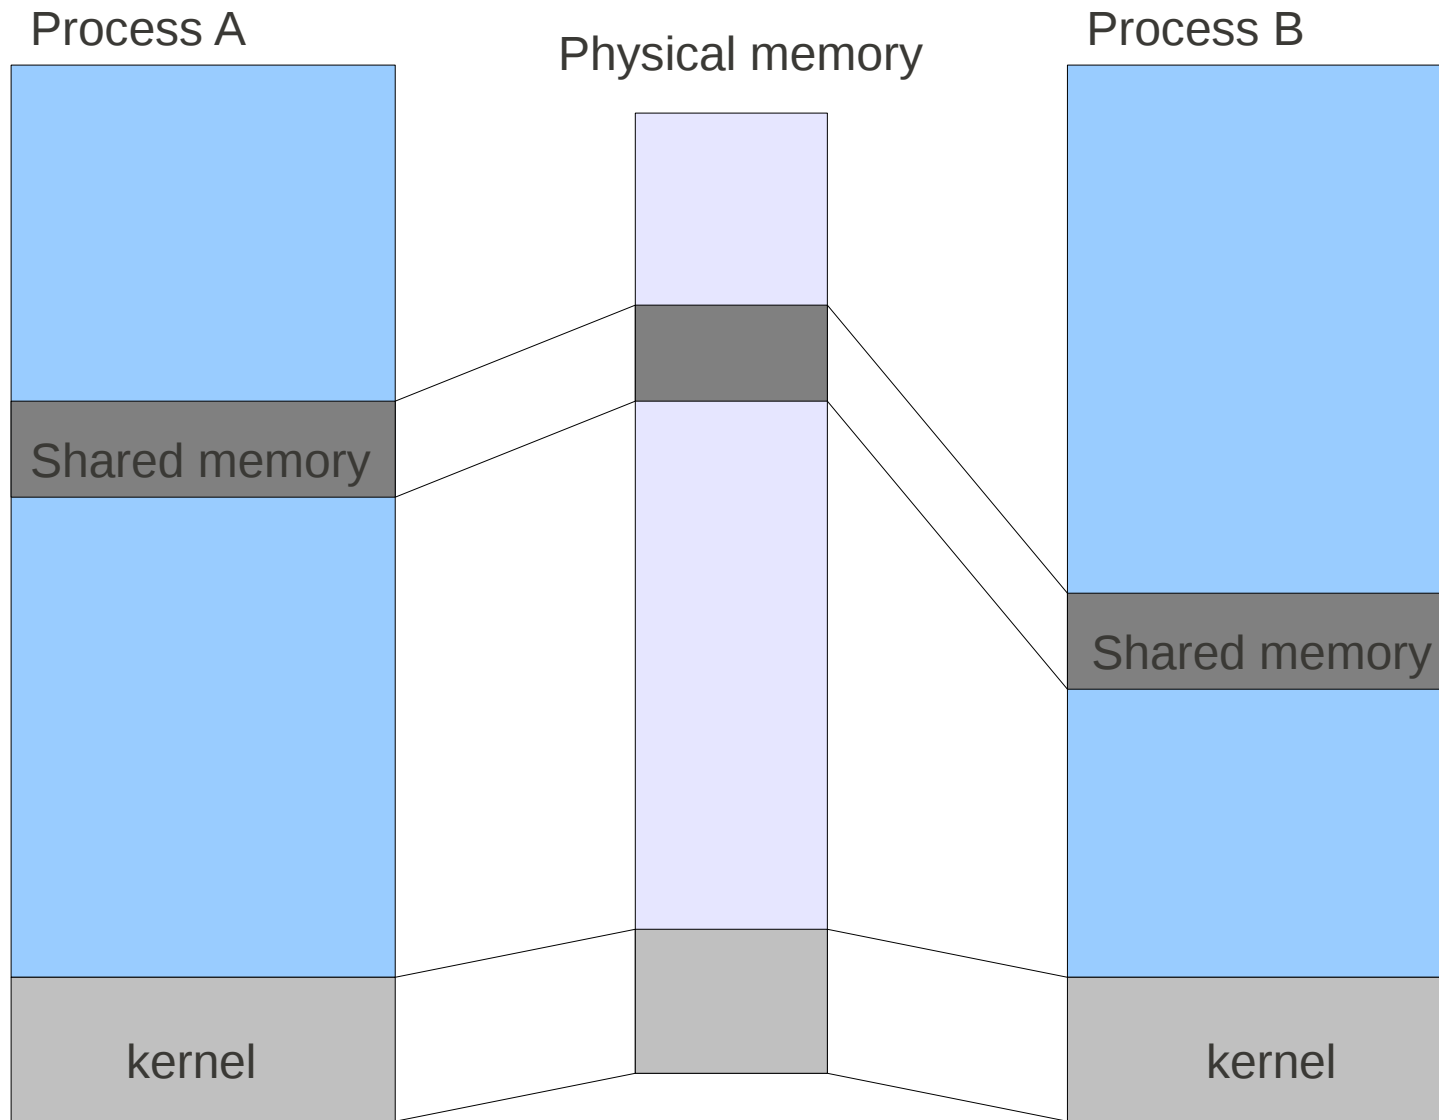 Process A
Physical memory
Process B
Shared memory
Shared memory
kernel
kernel